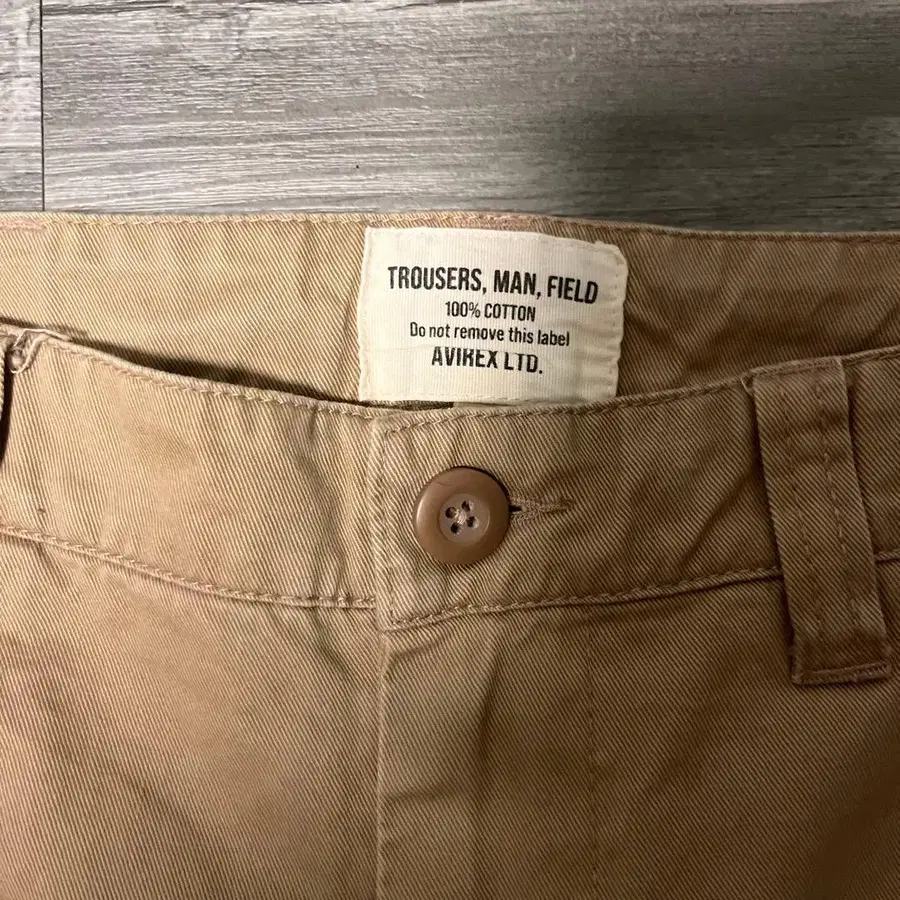 TROUSERS, MAN, FIELD
100% COTTON
Do not remove this label
AVIREX LTD.